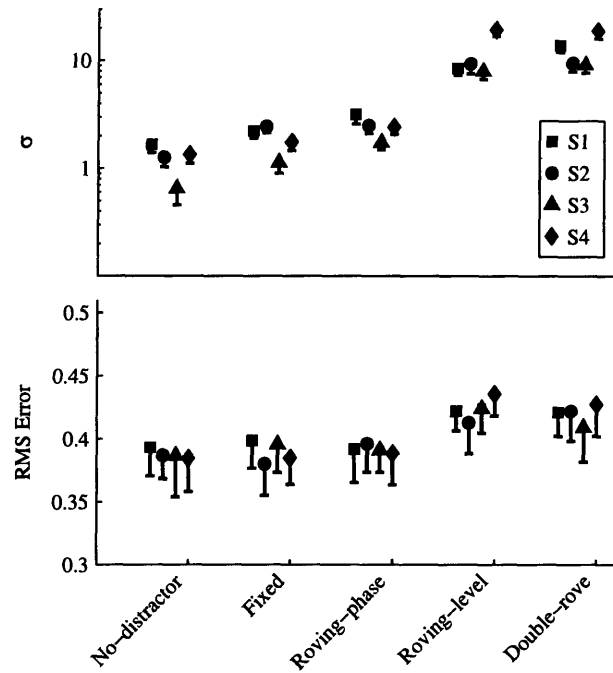 10
1
σ
S1
S2
S3
S4
0.5
0.45
0.4
0.35
0.3
RMS Error
No-distractor
Fixed
Roving-phase
Roving-level
Double-rove